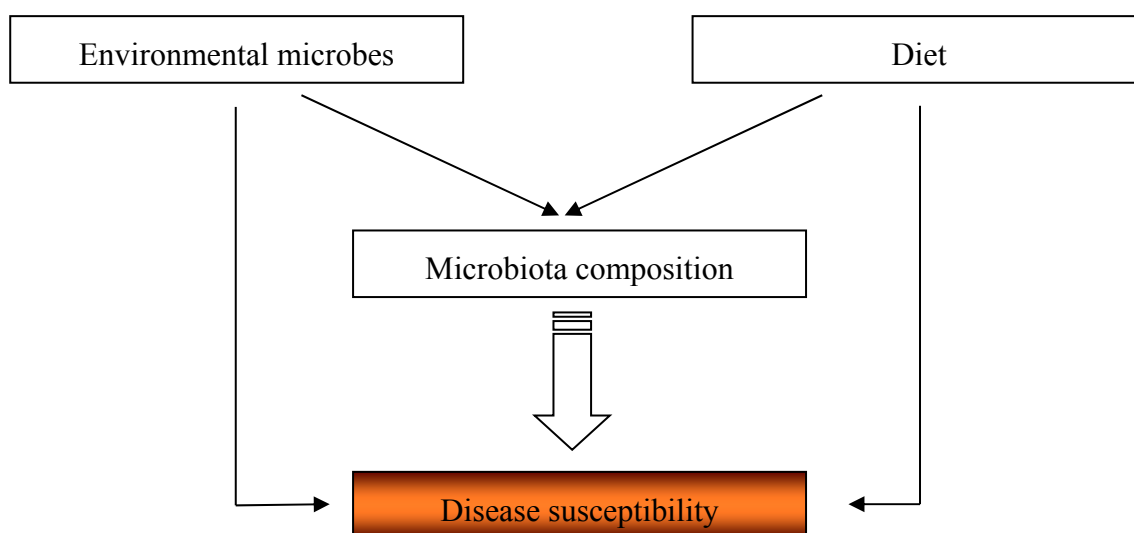 Environmental microbes
Diet
Microbiota composition
Disease susceptibility